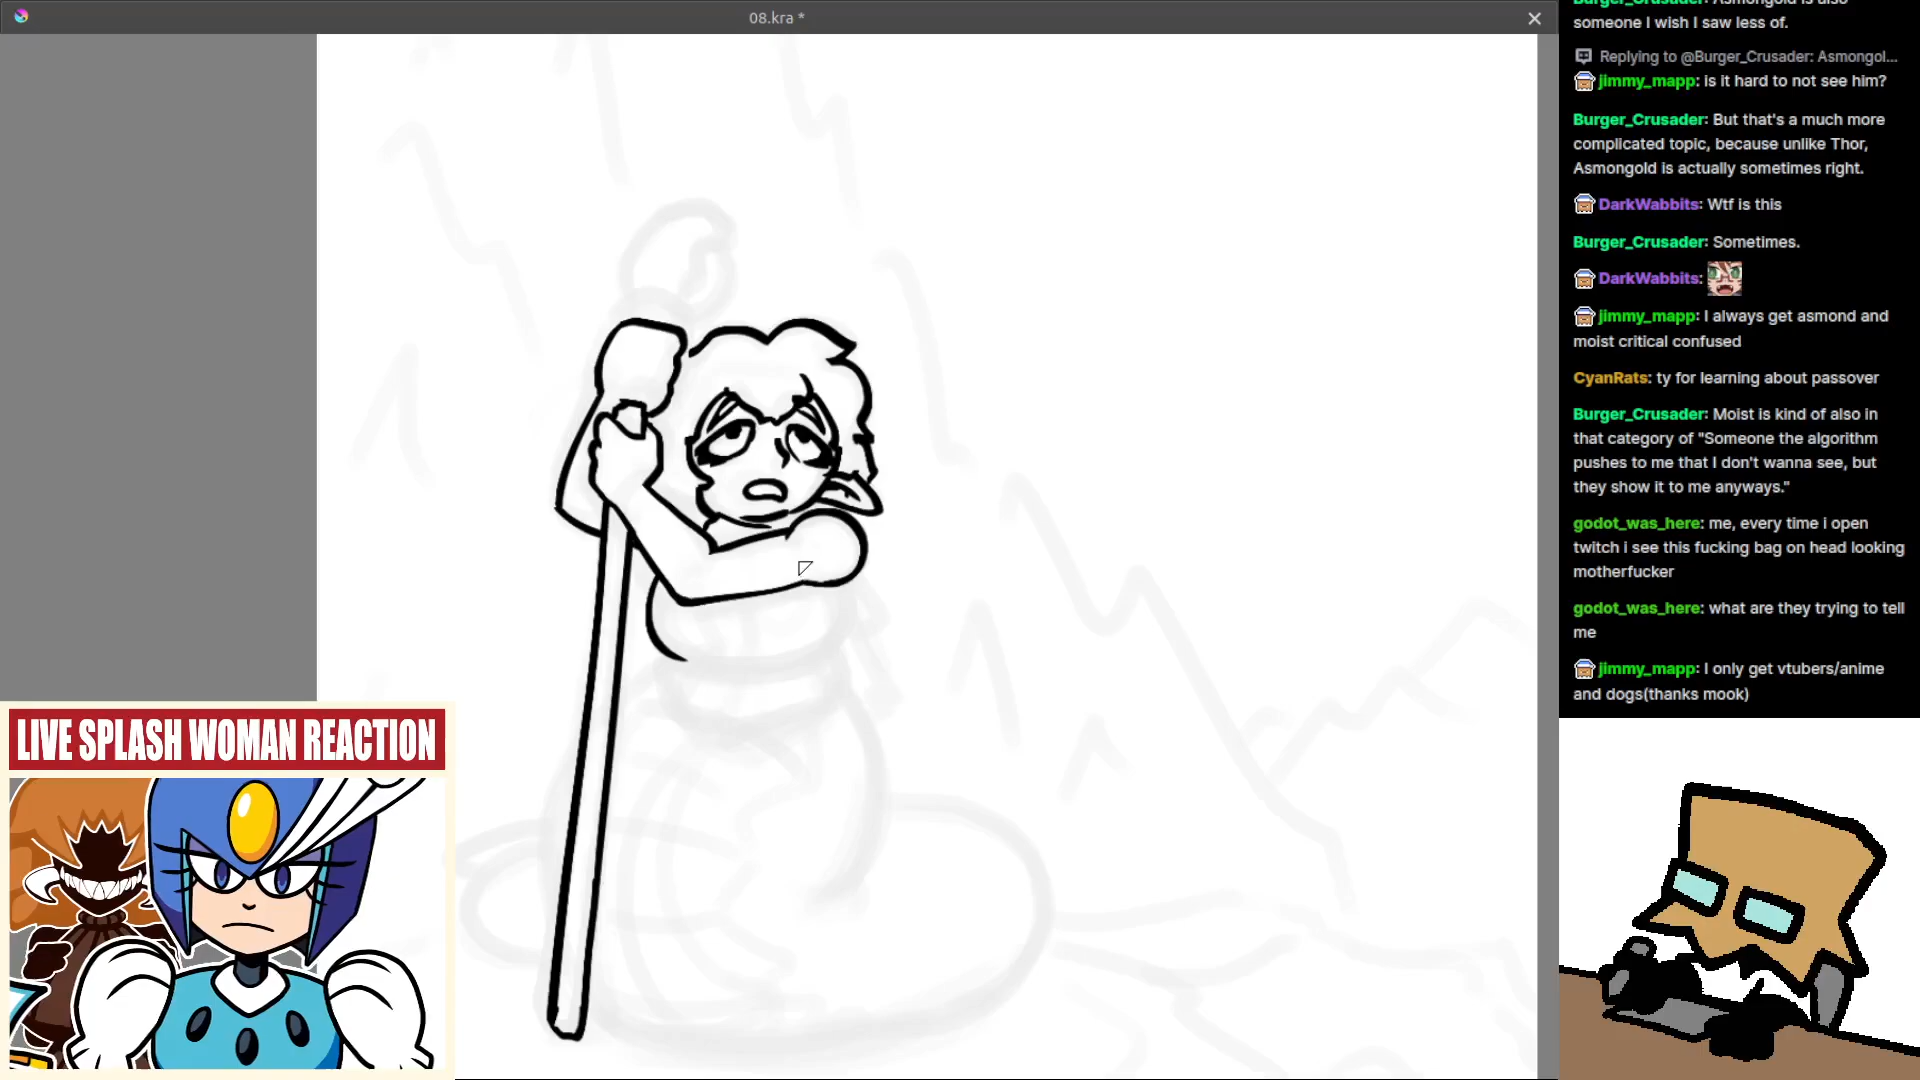 08.kra *
Burger_Crusader: Asmongold is also
someone I wish I saw less of.
Replying to @Burger_Crusader: Asmongol...
jimmy_mapp: is it hard to not see him?
Burger_Crusader: But that's a much more
complicated topic, because unlike Thor,
Asmongold is actually sometimes right.
DarkWabbits: Wtf is this
Burger_Crusader: Sometimes.
DarkWabbits:
jimmy_mapp: I always get asmond and
moist critical confused
CyanRats: ty for learning about passover
Burger_Crusader: Moist is kind of also in
that category of "Someone the algorithm
pushes to me that I don't wanna see, but
they show it to me anyways."
godot_was_here: me, every time i open
twitch i see this fucking bag on head looking
motherfucker
godot_was_here: what are they trying to tell
me
jimmy_mapp: I only get vtubers/anime
and dogs(thanks mook)
LIVE SPLASH WOMAN REACTION